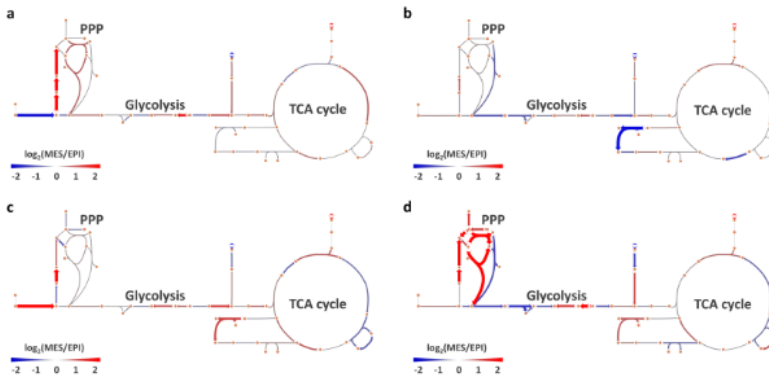 a
PPP
Glycolysis
TCA cycle
log₂(MES/EPI)
-2 -1 0 1 2
b
PPP
Glycolysis
TCA cycle
log₂(MES/EPI)
-2 -1 0 1 2
c
PPP
Glycolysis
TCA cycle
log₂(MES/EPI)
-2 -1 0 1 2
d
PPP
Glycolysis
TCA cycle
log₂(MES/EPI)
-2 -1 0 1 2